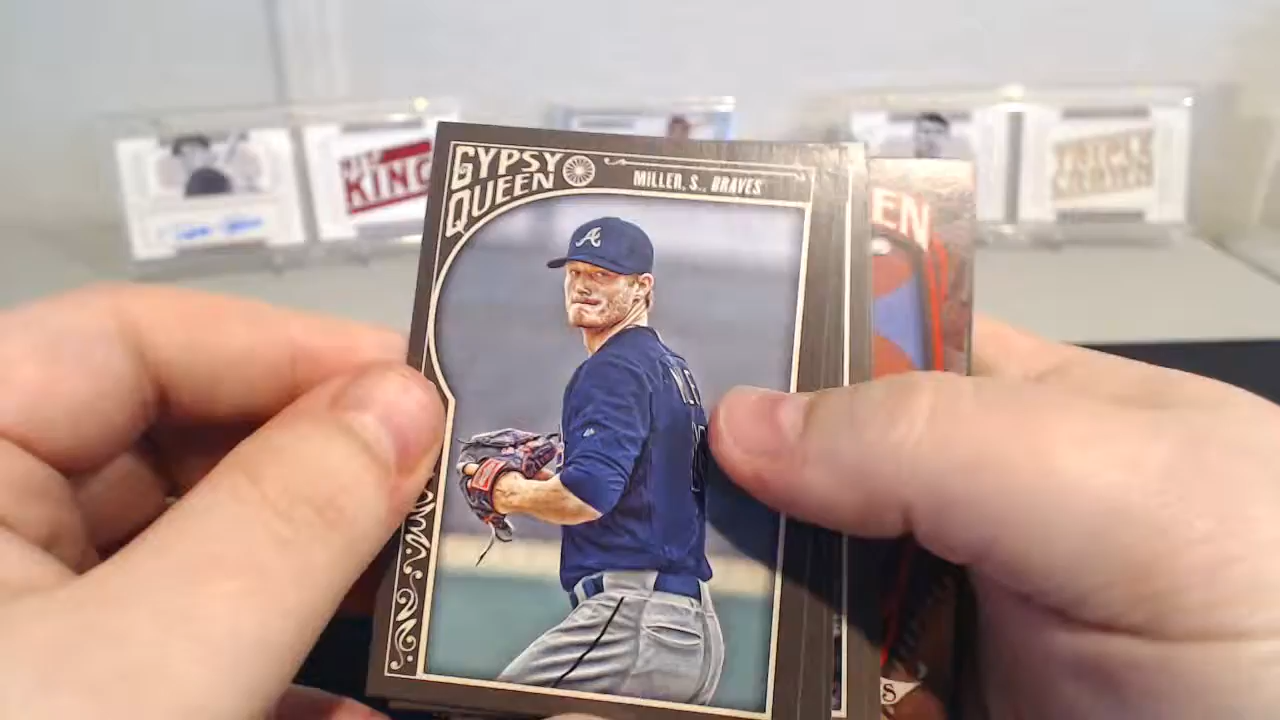 GYPSY
QUEEN
MILLER, S., BRAVES
A
KING
TRIPLE
CROWN
EN
S